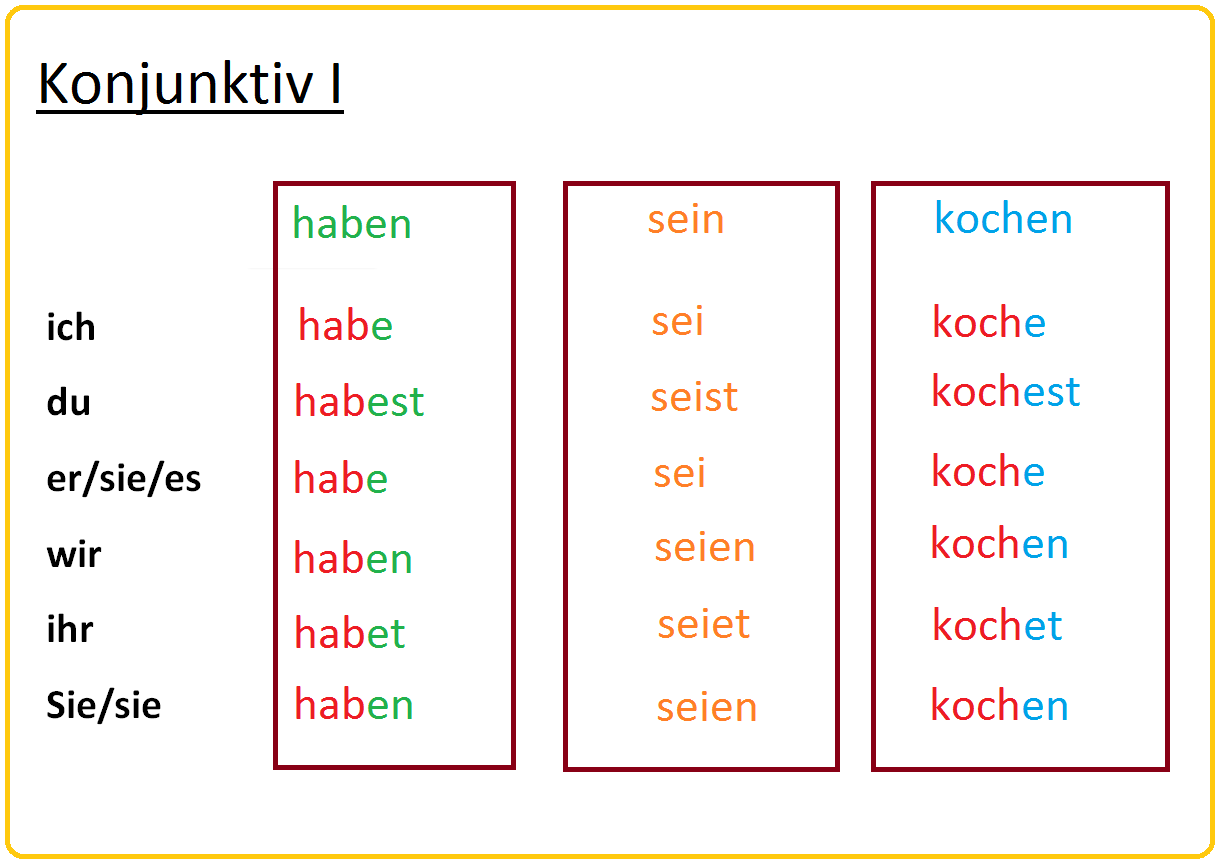 Konjunktiv I
haben sein kochen
ich habe sei koche
du habest seist kochest
er/sie/es habe sei koche
wir haben seien kochen
ihr habet seiet kochet
Sie/sie haben seien kochen